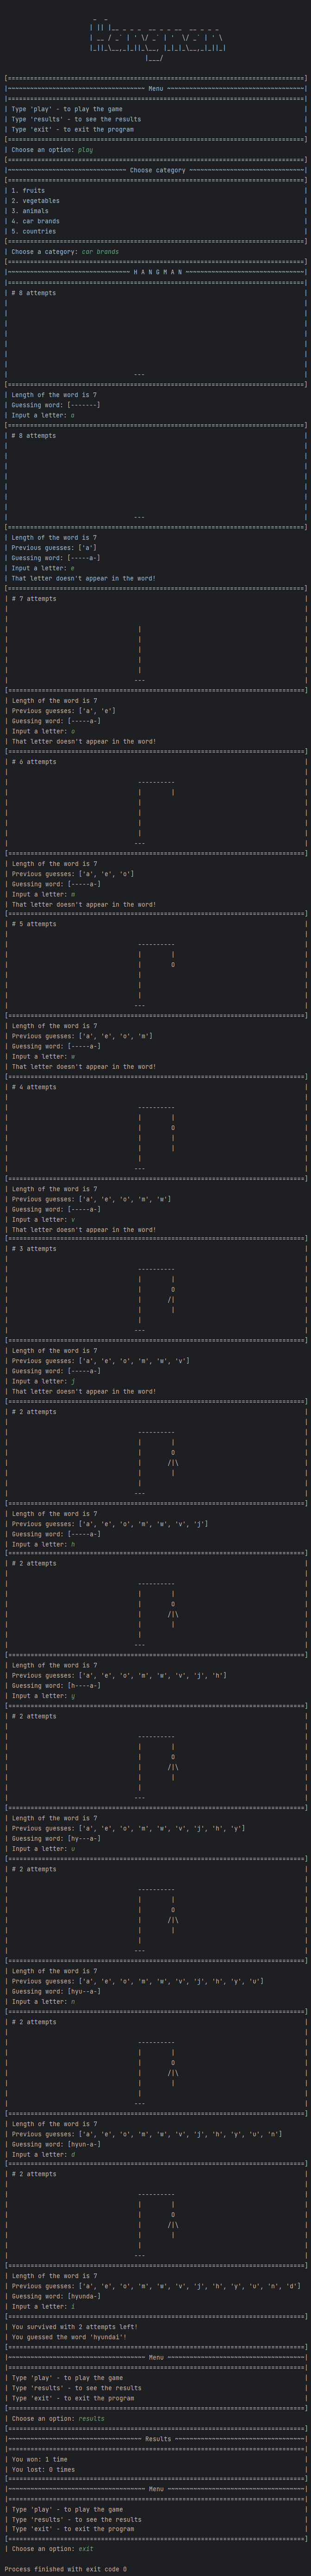 Hangman
Menu
Type 'play' - to play the game
Type 'results' - to see the results
Type 'exit' - to exit the program
Choose an option: play
Choose category
1. fruits
2. vegetables
3. animals
4. car brands
5. countries
Choose a category: car brands
H A N G M A N
# 8 attempts
Length of the word is 7
Guessing word: [-------]
Input a letter: a
# 8 attempts
Length of the word is 7
Previous guesses: ['a']
Guessing word: [-----a-]
Input a letter: e
That letter doesn't appear in the word!
# 7 attempts
Length of the word is 7
Previous guesses: ['a', 'e']
Guessing word: [-----a-]
Input a letter: o
That letter doesn't appear in the word!
# 6 attempts
Length of the word is 7
Previous guesses: ['a', 'e', 'o']
Guessing word: [-----a-]
Input a letter: m
That letter doesn't appear in the word!
# 5 attempts
Length of the word is 7
Previous guesses: ['a', 'e', 'o', 'm']
Guessing word: [-----a-]
Input a letter: w
That letter doesn't appear in the word!
# 4 attempts
Length of the word is 7
Previous guesses: ['a', 'e', 'o', 'm', 'w']
Guessing word: [-----a-]
Input a letter: v
That letter doesn't appear in the word!
# 3 attempts
Length of the word is 7
Previous guesses: ['a', 'e', 'o', 'm', 'w', 'v']
Guessing word: [-----a-]
Input a letter: j
That letter doesn't appear in the word!
# 2 attempts
Length of the word is 7
Previous guesses: ['a', 'e', 'o', 'm', 'w', 'v', 'j']
Guessing word: [-----a-]
Input a letter: h
# 2 attempts
Length of the word is 7
Previous guesses: ['a', 'e', 'o', 'm', 'w', 'v', 'j', 'h']
Guessing word: [h----a-]
Input a letter: y
# 2 attempts
Length of the word is 7
Previous guesses: ['a', 'e', 'o', 'm', 'w', 'v', 'j', 'h', 'y']
Guessing word: [hy---a-]
Input a letter: u
# 2 attempts
Length of the word is 7
Previous guesses: ['a', 'e', 'o', 'm', 'w', 'v', 'j', 'h', 'y', 'u']
Guessing word: [hyu--a-]
Input a letter: n
# 2 attempts
Length of the word is 7
Previous guesses: ['a', 'e', 'o', 'm', 'w', 'v', 'j', 'h', 'y', 'u', 'n']
Guessing word: [hyun-a-]
Input a letter: d
# 2 attempts
Length of the word is 7
Previous guesses: ['a', 'e', 'o', 'm', 'w', 'v', 'j', 'h', 'y', 'u', 'n', 'd']
Guessing word: [hyunda-]
Input a letter: i
You survived with 2 attempts left!
You guessed the word 'hyundai'!
Menu
Type 'play' - to play the game
Type 'results' - to see the results
Type 'exit' - to exit the program
Choose an option: results
Results
You won: 1 time
You lost: 0 times
Menu
Type 'play' - to play the game
Type 'results' - to see the results
Type 'exit' - to exit the program
Choose an option: exit
Process finished with exit code 0